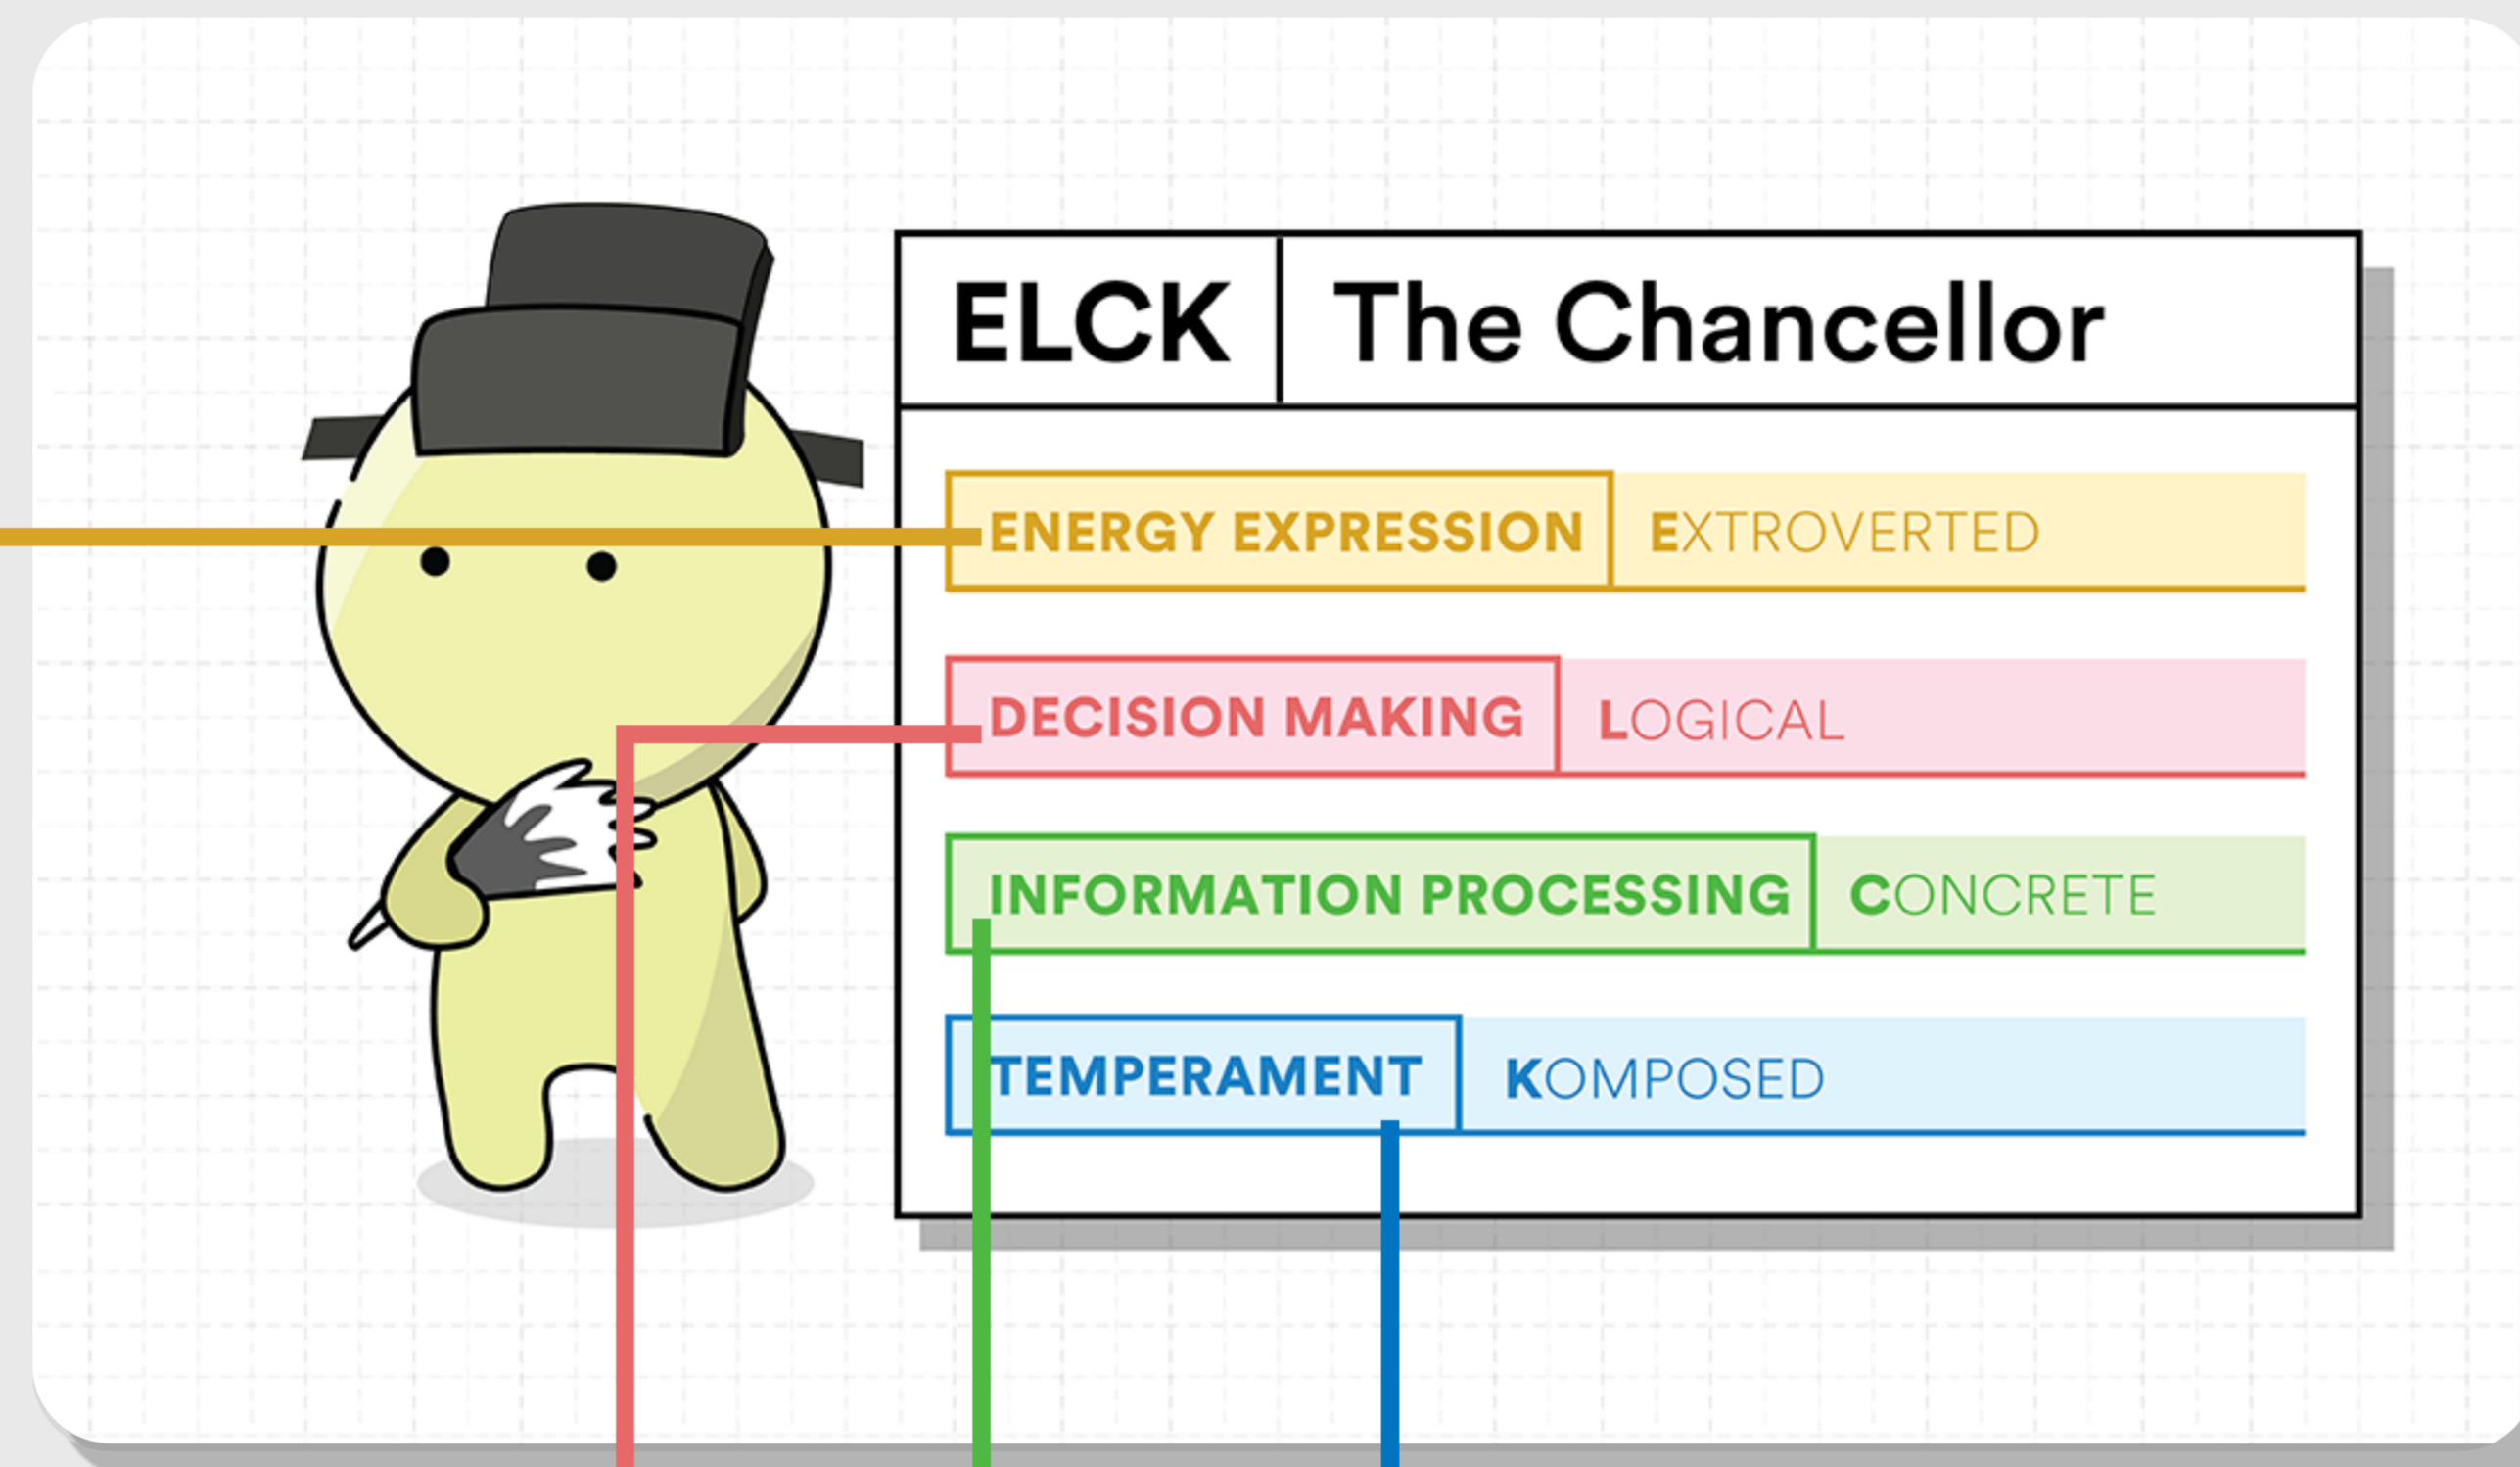 ELCK The Chancellor
ENERGY EXPRESSION EXTROVERTED
DECISION MAKING LOGICAL
INFORMATION PROCESSING CONCRETE
TEMPERAMENT KOMPOSED